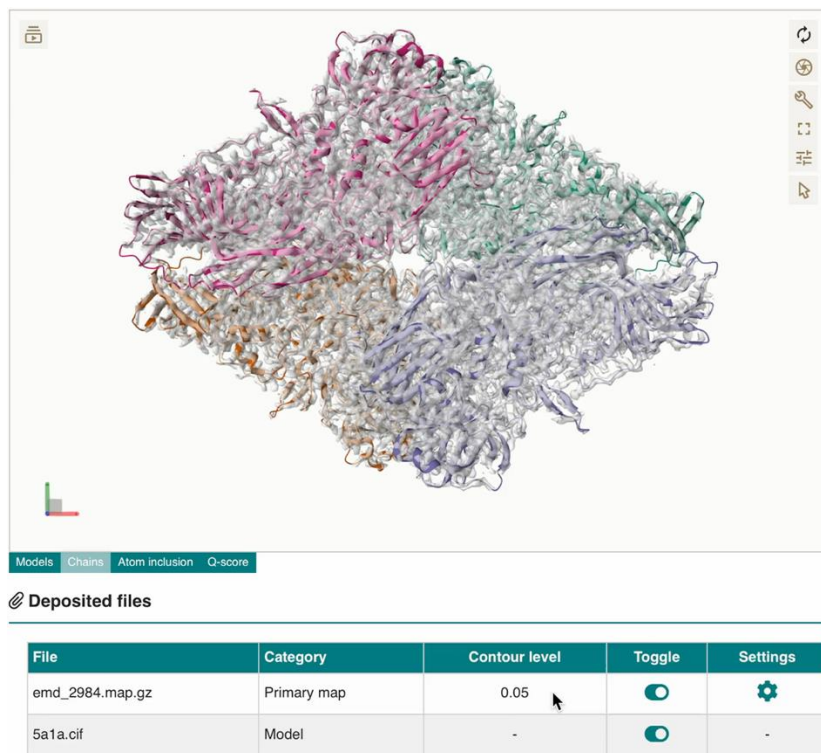 Models Chains Atom inclusion Q-score
Deposited files
File Category Contour level Toggle Settings
emd_2984.map.gz Primary map 0.05
5a1a.cif Model - -